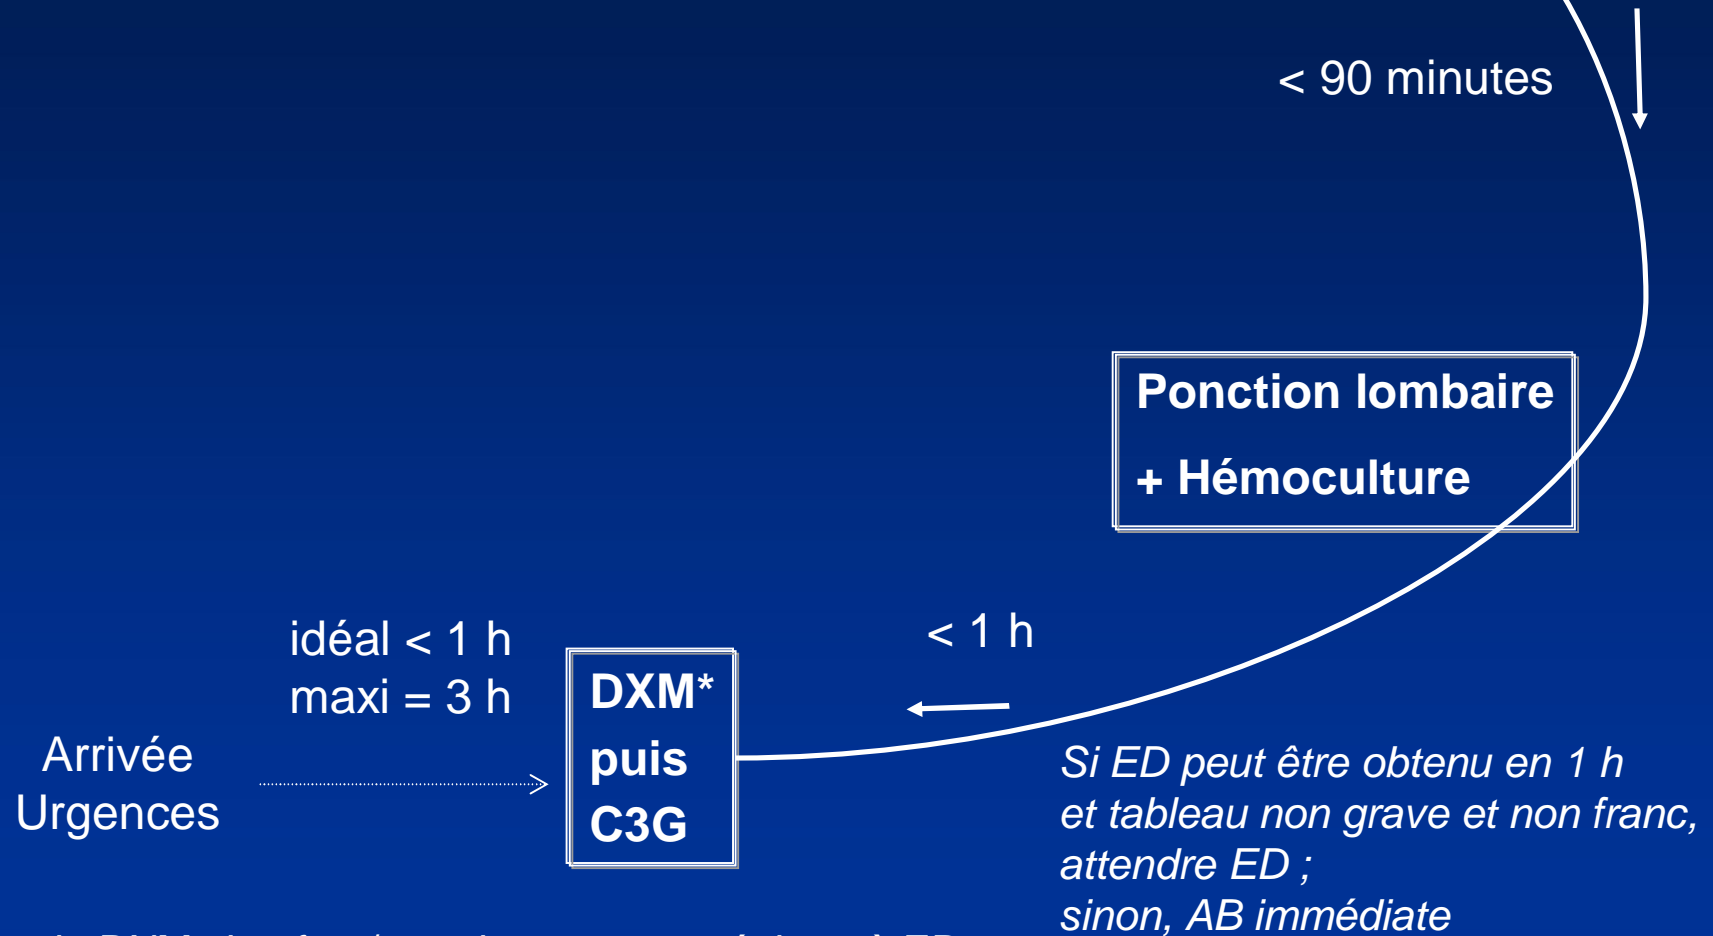 < 90 minutes
Ponction lombaire
+ Hémoculture
idéal < 1 h
maxi = 3 h
< 1 h
DXM*
puis
C3G
Arrivée
Urgences
Si ED peut être obtenu en 1 h
et tableau non grave et non franc,
attendre ED ;
sinon, AB immédiate